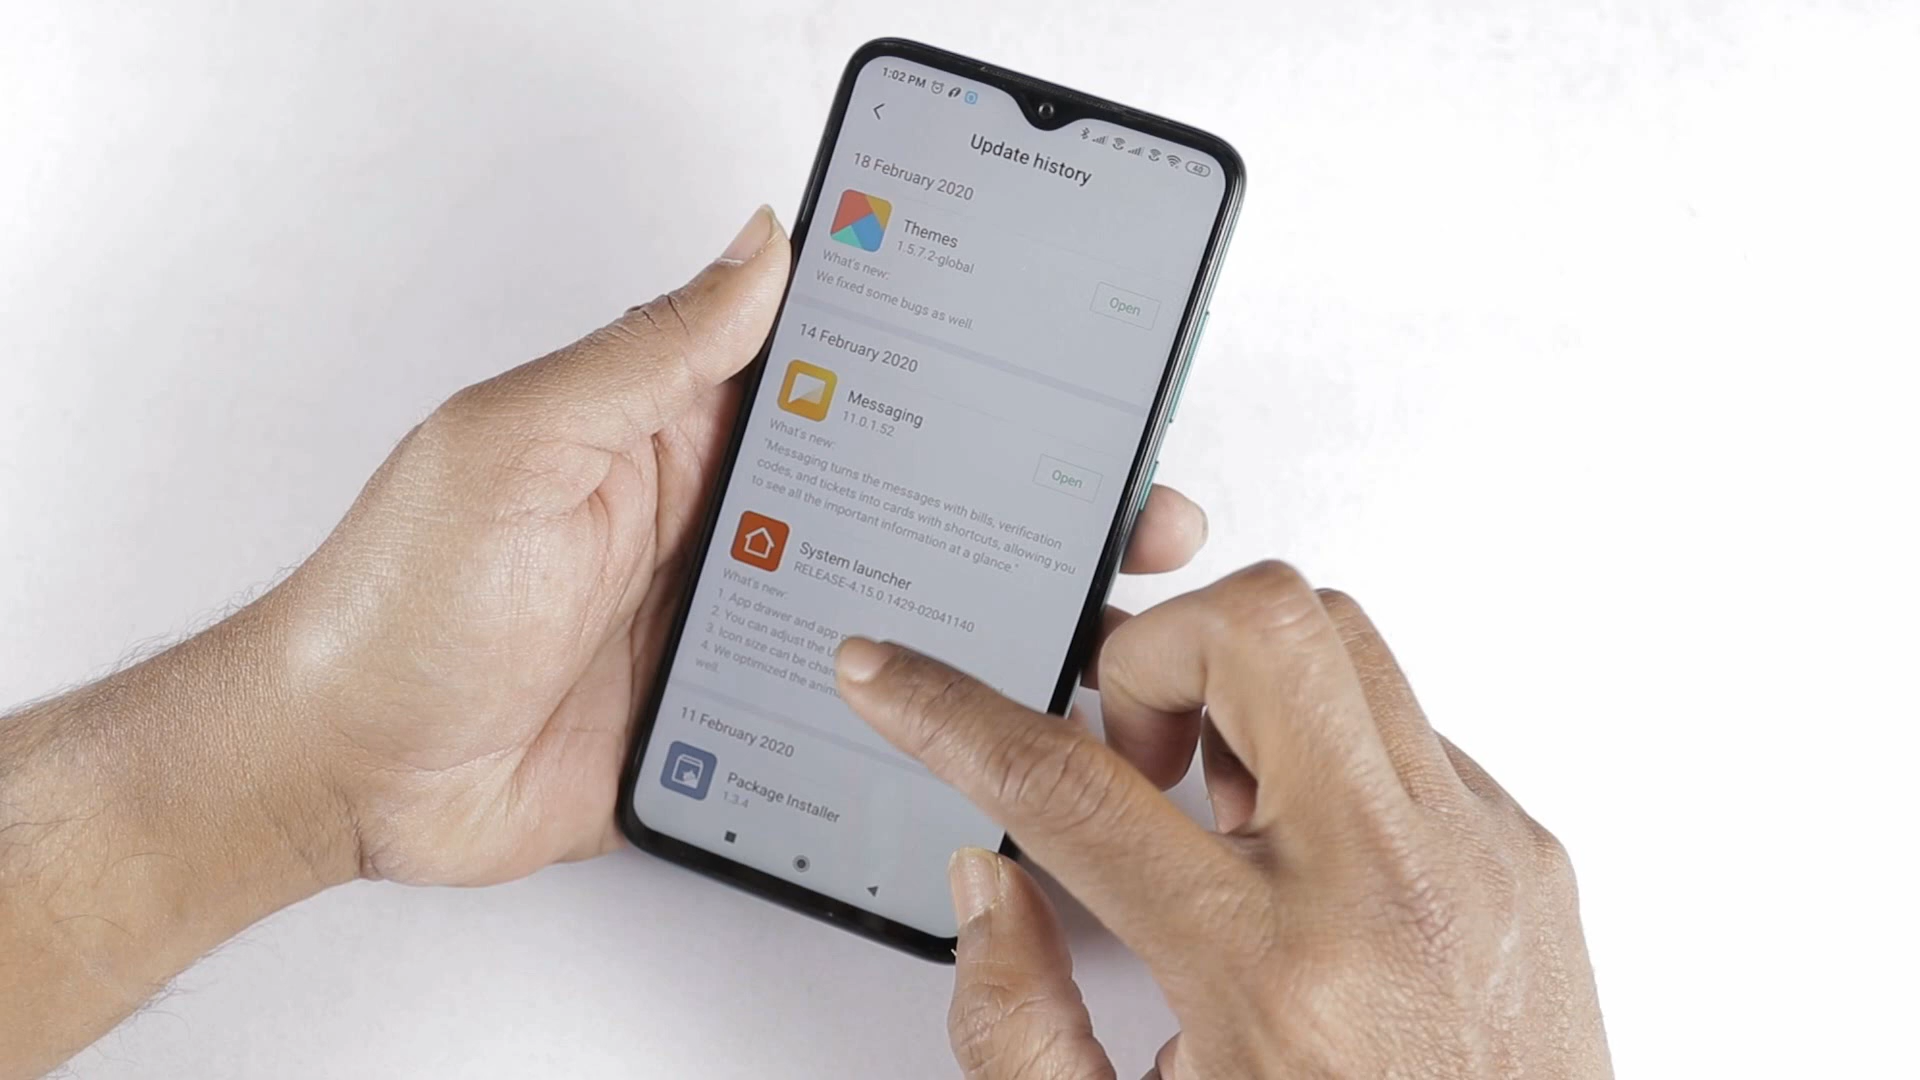 1:02 PM
48
Update history
18 February 2020
Themes
1.5.7.2-global
What's new:
We fixed some bugs as well.
Open
14 February 2020
Messaging
11.0.1.52
What's new:
"Messaging turns the messages with bills, verification
codes, and tickets into cards with shortcuts, allowing you
to see all the important information at a glance."
Open
System launcher
RELEASE-4.15.0.1429-02041140
What's new:
1. App drawer and app
2. You can adjust the
3. Icon size can be
4. We optimized the
well.
11 February 2020
Package Installer
1.3.4